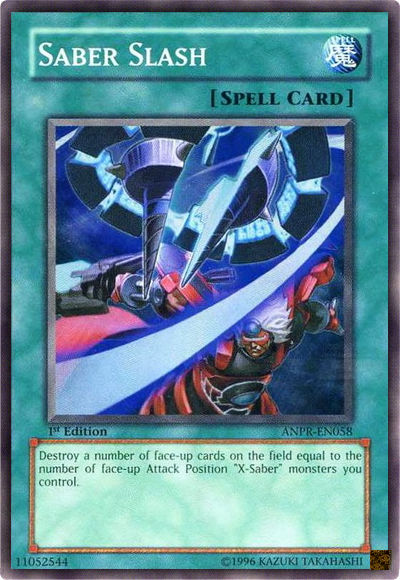 SABER SLASH
SPELL
魔
[SPELL CARD]
1st Edition
ANPR-EN058
Destroy a number of face-up cards on the field equal to the
number of face-up Attack Position "X-Saber" monsters you
control.
11052544
©1996 KAZUKI TAKAHASHI